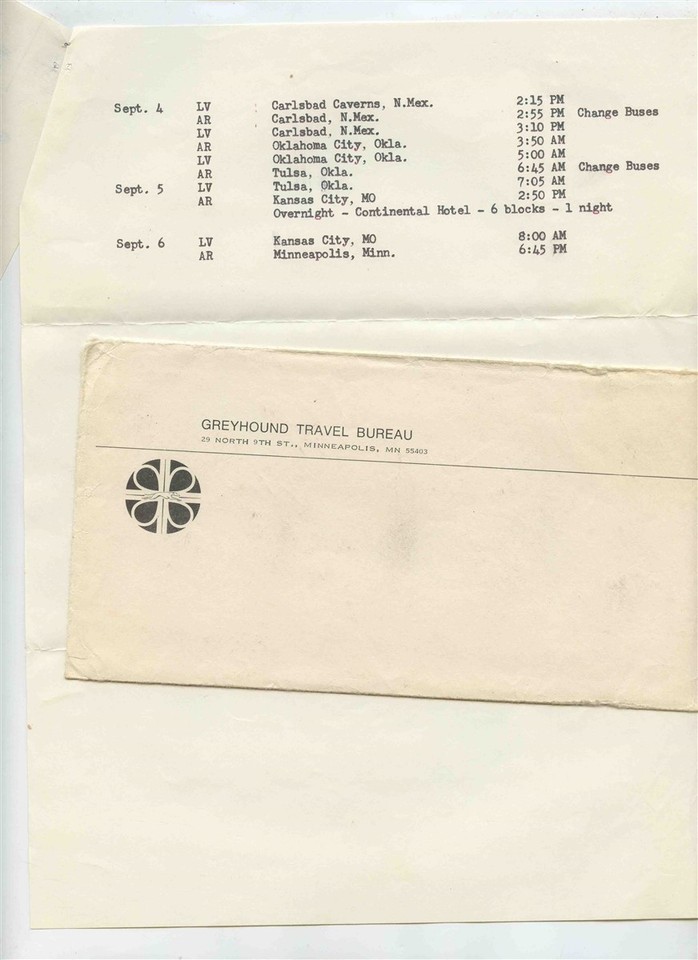 Sept. 4 LV Carlsbad Caverns, N.Mex. 2:15 PM
AR Carlsbad, N.Mex. 2:55 PM Change Buses
LV Carlsbad, N.Mex. 3:10 PM
AR Oklahoma City, Okla. 3:50 AM
LV Oklahoma City, Okla. 5:00 AM
AR Tulsa, Okla. 6:45 AM Change Buses
Sept. 5 LV Tulsa, Okla. 7:05 AM
AR Kansas City, MO 2:50 PM
Overnight - Continental Hotel - 6 blocks - 1 night
Sept. 6 LV Kansas City, MO 8:00 AM
AR Minneapolis, Minn. 6:45 PM
GREYHOUND TRAVEL BUREAU
29 NORTH 9TH ST., MINNEAPOLIS, MN 55403